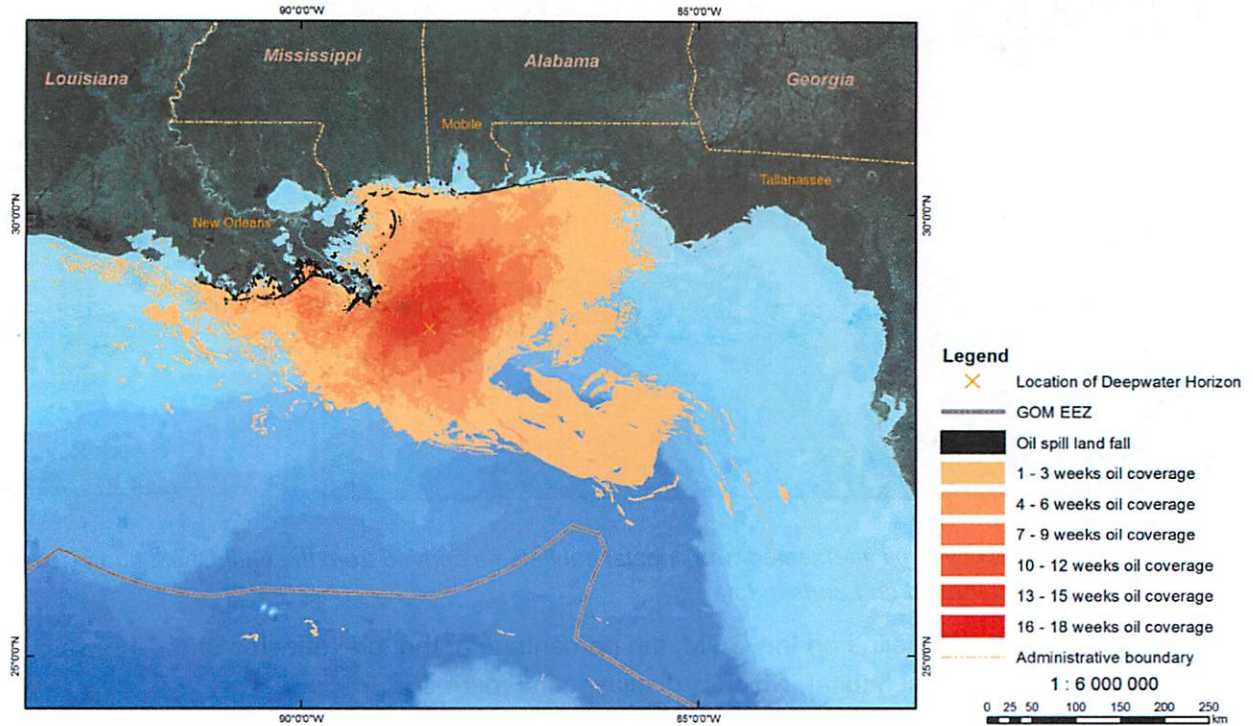 90°0'0"W 85°0'0"W
Louisiana
Mississippi
Alabama
Georgia
Mobile
Tallahassee
New Orleans
30°0'0"N
30°0'0"N
25°0'0"N
25°0'0"N
90°0'0"W 85°0'0"W
Legend
Location of Deepwater Horizon
GOM EEZ
Oil spill land fall
1 - 3 weeks oil coverage
4 - 6 weeks oil coverage
7 - 9 weeks oil coverage
10 - 12 weeks oil coverage
13 - 15 weeks oil coverage
16 - 18 weeks oil coverage
Administrative boundary
1 : 6 000 000
0 25 50 100 150 200 250
km